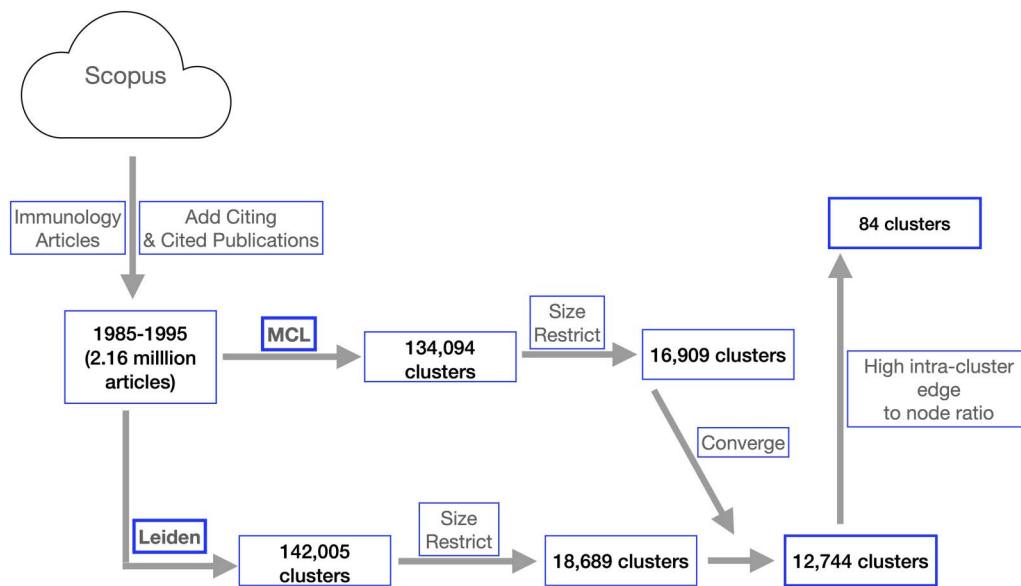 Scopus
Immunology
Articles
Add Citing
& Cited Publications
84 clusters
1985-1995
(2.16 milllion
articles)
MCL
134,094
clusters
Size
Restrict
16,909 clusters
High intra-cluster
edge
to node ratio
Converge
Leiden
142,005
clusters
Size
Restrict
18,689 clusters
12,744 clusters